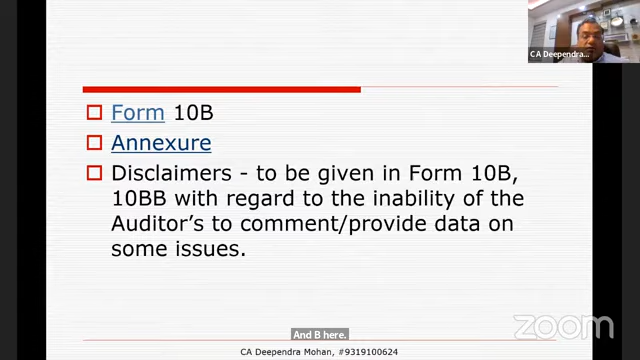 CA Deependra...
Form 10B
Annexure
Disclaimers - to be given in Form 10B,
10BB with regard to the inability of the
Auditor's to comment/provide data on
some issues.
And B here.
zoom
CA Deependra Mohan, #9319100624